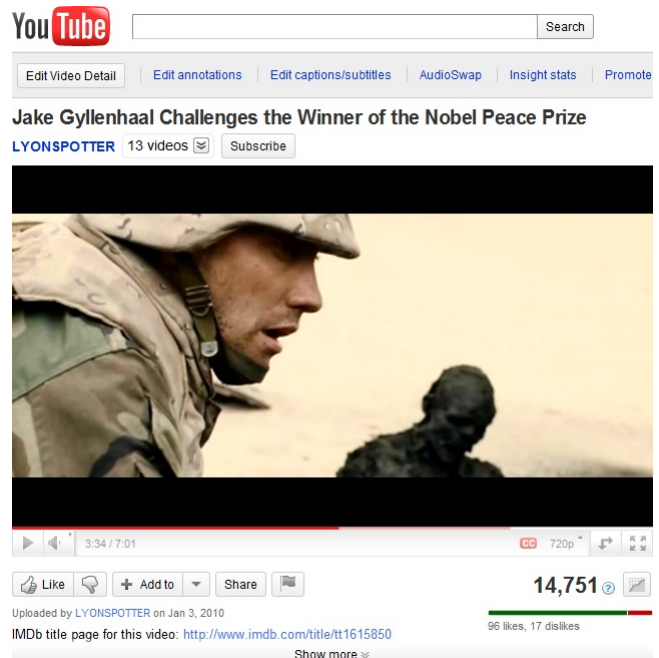 YouTube Search
Edit Video Detail Edit annotations Edit captions/subtitles AudioSwap Insight stats Promote
Jake Gyllenhaal Challenges the Winner of the Nobel Peace Prize
LYONSPOTTER 13 videos Subscribe
3:34 / 7:01 CC 720p
Like Add to Share 14,751 ?
Uploaded by LYONSPOTTER on Jan 3, 2010
96 likes, 17 dislikes
IMDb title page for this video: http://www.imdb.com/title/tt1615850
Show more